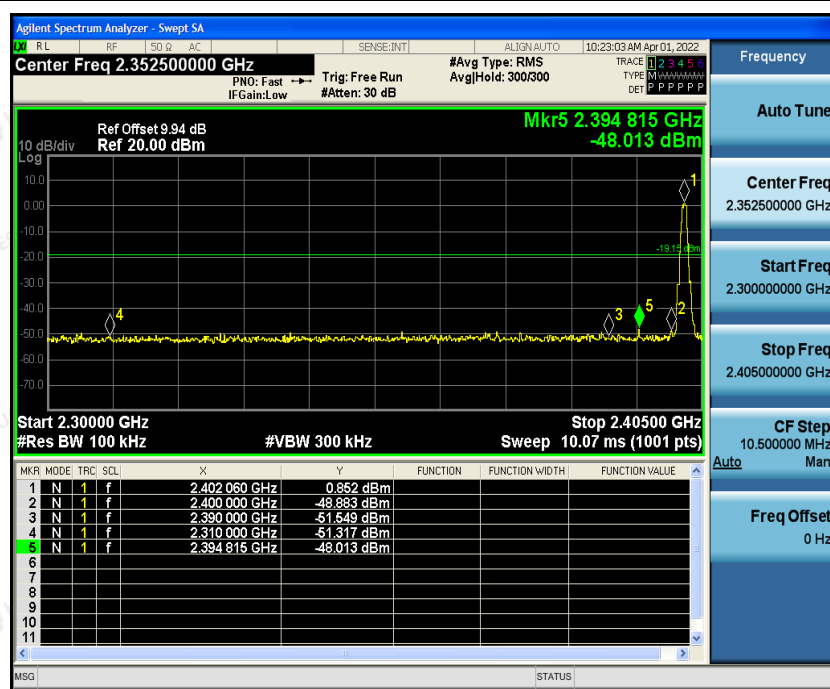 Agilent Spectrum Analyzer - Swept SA
LXI RL RF 50 Ω AC SENSE:INT ALIGN AUTO 10:23:03 AM Apr 01, 2022
Center Freq 2.352500000 GHz
PNO: Fast
IFGain:Low
Trig: Free Run
#Atten: 30 dB
#Avg Type: RMS
Avg|Hold: 300/300
TRACE 1 2 3 4 5 6
TYPE M W W W W W
DET P P P P P P
Mkr5 2.394 815 GHz
-48.013 dBm
Ref Offset 9.94 dB
10 dB/div Ref 20.00 dBm
Log
10.0
0.00
-10.0
-20.0
-30.0
-40.0
-50.0
-60.0
-70.0
-19.15 dBm
1
2
3
4
5
Start 2.30000 GHz Stop 2.40500 GHz
#Res BW 100 kHz #VBW 300 kHz Sweep 10.07 ms (1001 pts)
MKR MODE TRC SCL X Y FUNCTION FUNCTION WIDTH FUNCTION VALUE
1 N 1 f 2.402 060 GHz 0.852 dBm
2 N 1 f 2.400 000 GHz -48.883 dBm
3 N 1 f 2.390 000 GHz -51.549 dBm
4 N 1 f 2.310 000 GHz -51.317 dBm
5 N 1 f 2.394 815 GHz -48.013 dBm
6
7
8
9
10
11
MSG STATUS
Frequency
Auto Tune
Center Freq
2.352500000 GHz
Start Freq
2.300000000 GHz
Stop Freq
2.405000000 GHz
CF Step
10.500000 MHz
Auto Man
Freq Offset
0 Hz